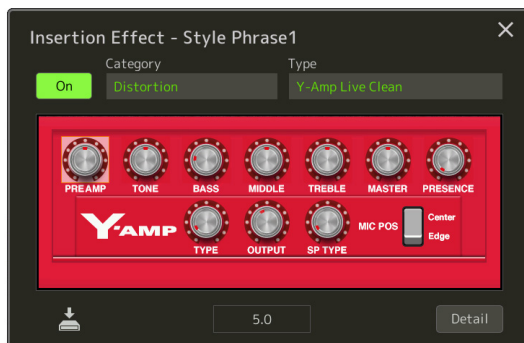 Insertion Effect - Style Phrase1
Category
Type
On
Distortion
Y-Amp Live Clean
PREAMP TONE BASS MIDDLE TREBLE MASTER PRESENCE
Y-AMP
TYPE OUTPUT SP TYPE
MIC POS
Center
Edge
5.0
Detail